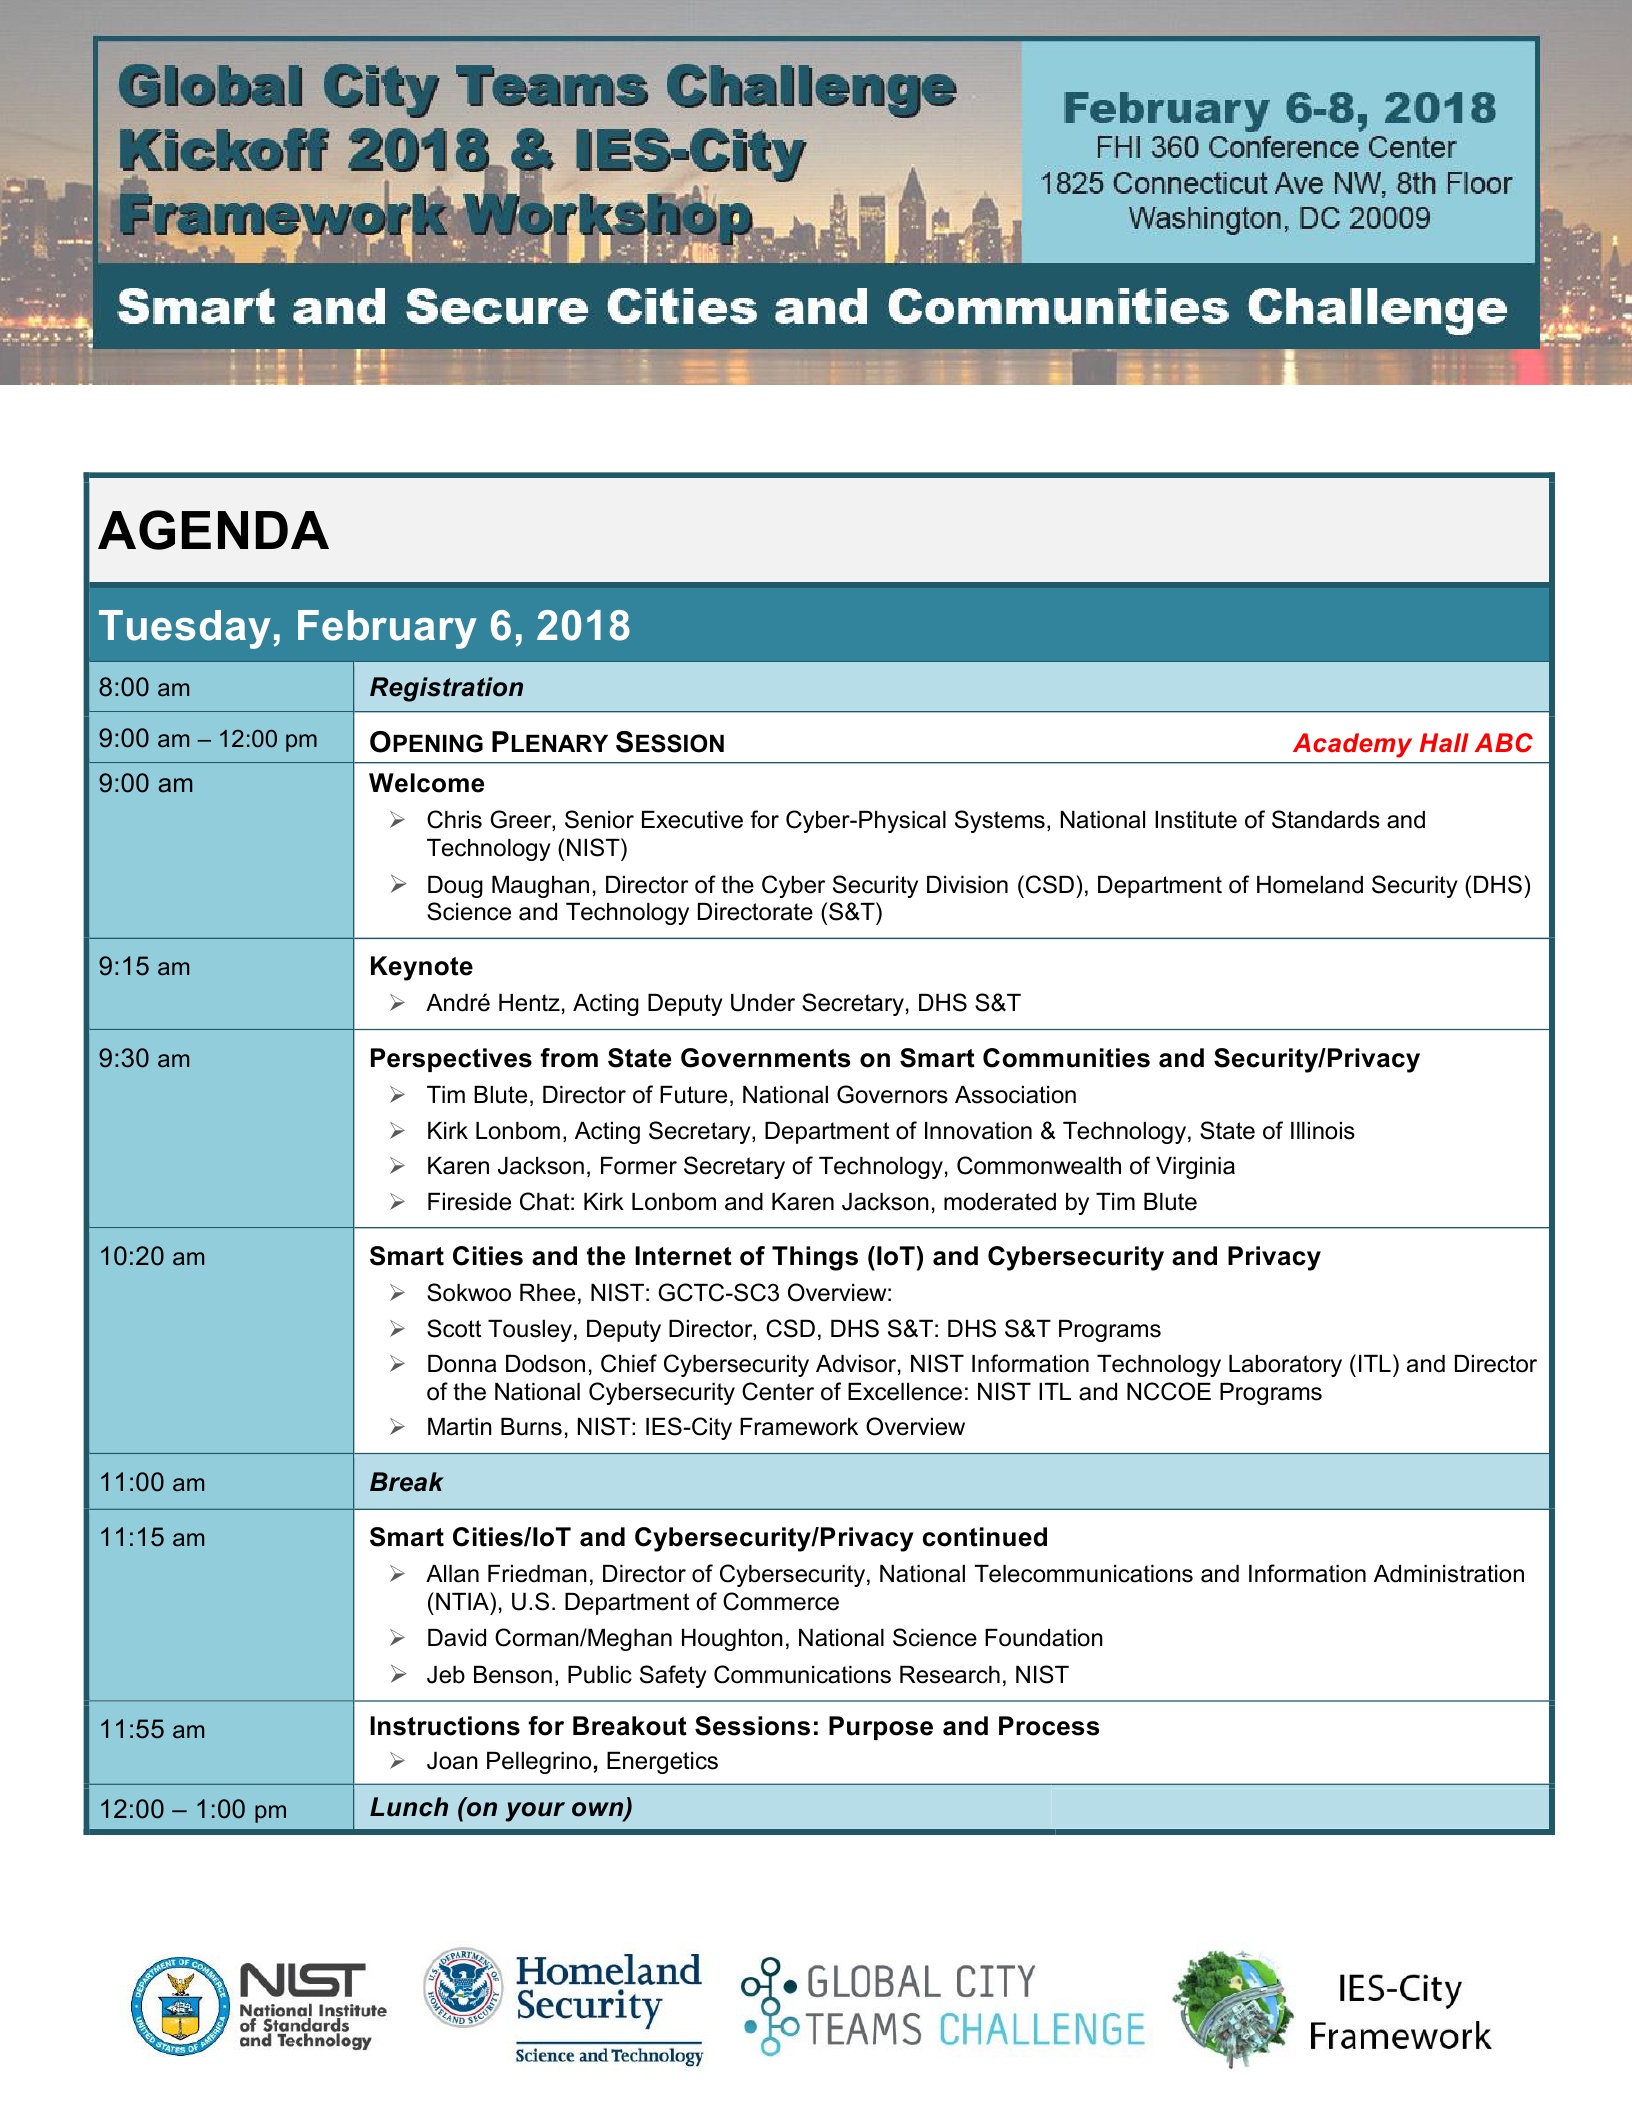 Global City Teams Challenge
Kickoff 2018 & IES-City
Framework Workshop
February 6-8, 2018
FHI 360 Conference Center
1825 Connecticut Ave NW, 8th Floor
Washington, DC 20009
Smart and Secure Cities and Communities Challenge
AGENDA
Tuesday, February 6, 2018
8:00 am Registration
9:00 am – 12:00 pm OPENING PLENARY SESSION Academy Hall ABC
9:00 am Welcome
➢ Chris Greer, Senior Executive for Cyber-Physical Systems, National Institute of Standards and
Technology (NIST)
➢ Doug Maughan, Director of the Cyber Security Division (CSD), Department of Homeland Security (DHS)
Science and Technology Directorate (S&T)
9:15 am Keynote
➢ André Hentz, Acting Deputy Under Secretary, DHS S&T
9:30 am Perspectives from State Governments on Smart Communities and Security/Privacy
➢ Tim Blute, Director of Future, National Governors Association
➢ Kirk Lonbom, Acting Secretary, Department of Innovation & Technology, State of Illinois
➢ Karen Jackson, Former Secretary of Technology, Commonwealth of Virginia
➢ Fireside Chat: Kirk Lonbom and Karen Jackson, moderated by Tim Blute
10:20 am Smart Cities and the Internet of Things (IoT) and Cybersecurity and Privacy
➢ Sokwoo Rhee, NIST: GCTC-SC3 Overview:
➢ Scott Tousley, Deputy Director, CSD, DHS S&T: DHS S&T Programs
➢ Donna Dodson, Chief Cybersecurity Advisor, NIST Information Technology Laboratory (ITL) and Director
of the National Cybersecurity Center of Excellence: NIST ITL and NCCOE Programs
➢ Martin Burns, NIST: IES-City Framework Overview
11:00 am Break
11:15 am Smart Cities/IoT and Cybersecurity/Privacy continued
➢ Allan Friedman, Director of Cybersecurity, National Telecommunications and Information Administration
(NTIA), U.S. Department of Commerce
➢ David Corman/Meghan Houghton, National Science Foundation
➢ Jeb Benson, Public Safety Communications Research, NIST
11:55 am Instructions for Breakout Sessions: Purpose and Process
➢ Joan Pellegrino, Energetics
12:00 – 1:00 pm Lunch (on your own)
DEPARTMENT OF COMMERCE
UNITED STATES OF AMERICA
NIST
National Institute
of Standards
and Technology
U.S. DEPARTMENT OF
HOMELAND SECURITY
Homeland
Security
Science and Technology
GLOBAL CITY
TEAMS CHALLENGE
IES-City
Framework